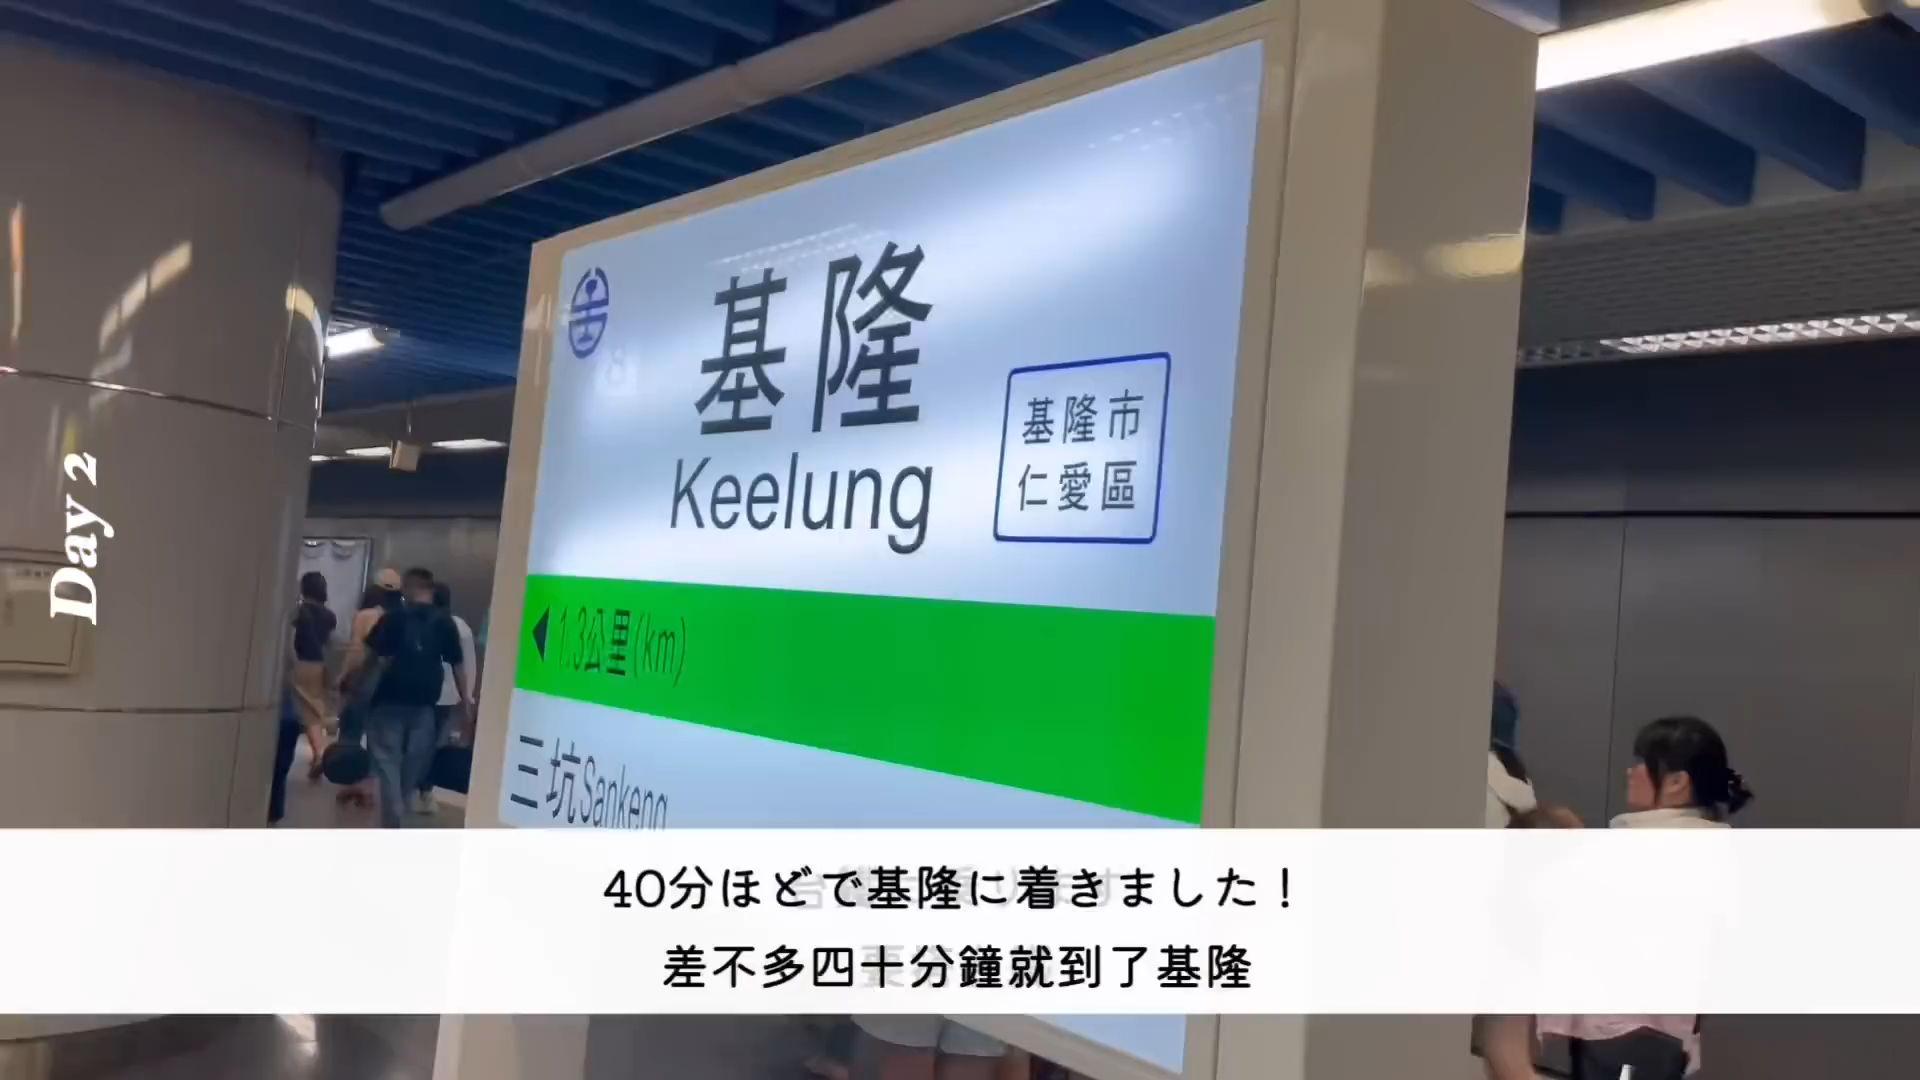 基隆
Keelung
基隆市
仁愛區
1.3公里(km)
三坑Sankeng
Day 2
40分ほどで基隆に着きました！
差不多四十分鐘就到了基隆